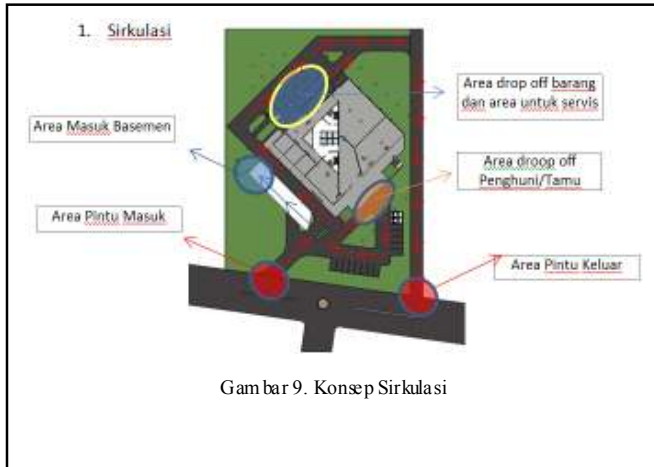 1. Sirkulasi
Area drop off barang
dan area untuk servis
Area Masuk Basemen
Area droop off
Penghuni/Tamu
Area Pintu Masuk
Area Pintu Keluar
Gambar 9. Konsep Sirkulasi